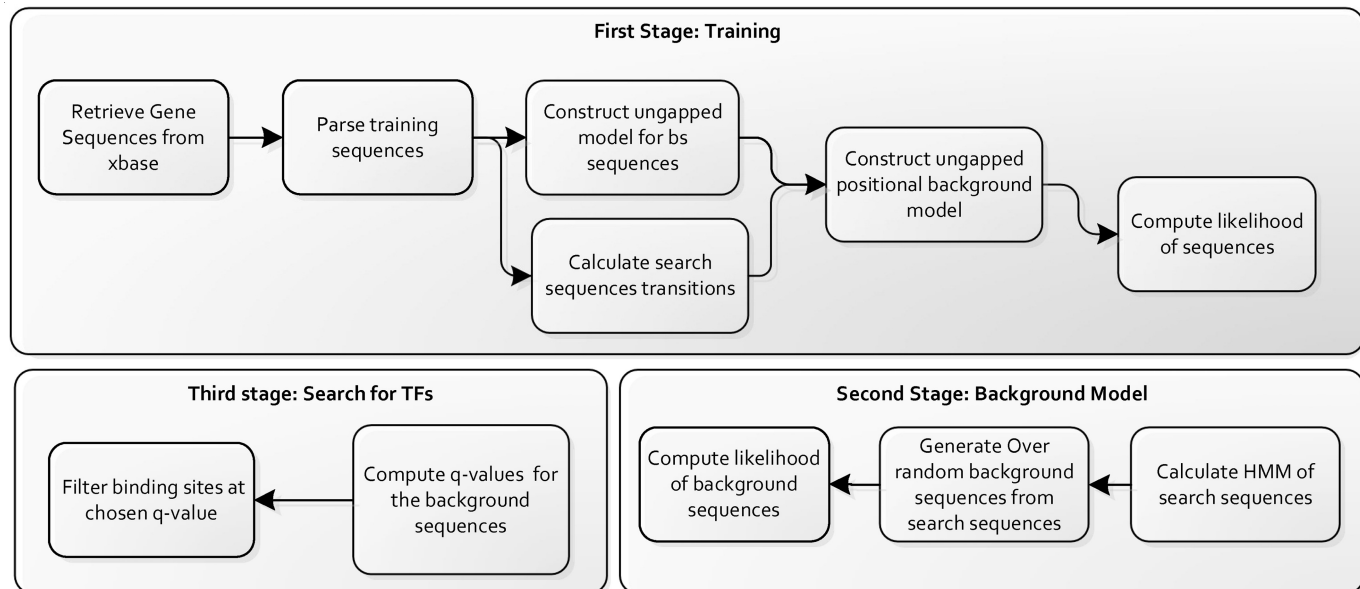 First Stage: Training
Retrieve Gene
Sequences from
xbase
Parse training
sequences
Construct ungapped
model for bs
sequences
Calculate search
sequences transitions
Construct ungapped
positional background
model
Compute likelihood
of sequences
Third stage: Search for TFs
Filter binding sites at
chosen q-value
Compute q-values for
the background
sequences
Second Stage: Background Model
Compute likelihood
of background
sequences
Generate Over
random background
sequences from
search sequences
Calculate HMM of
search sequences